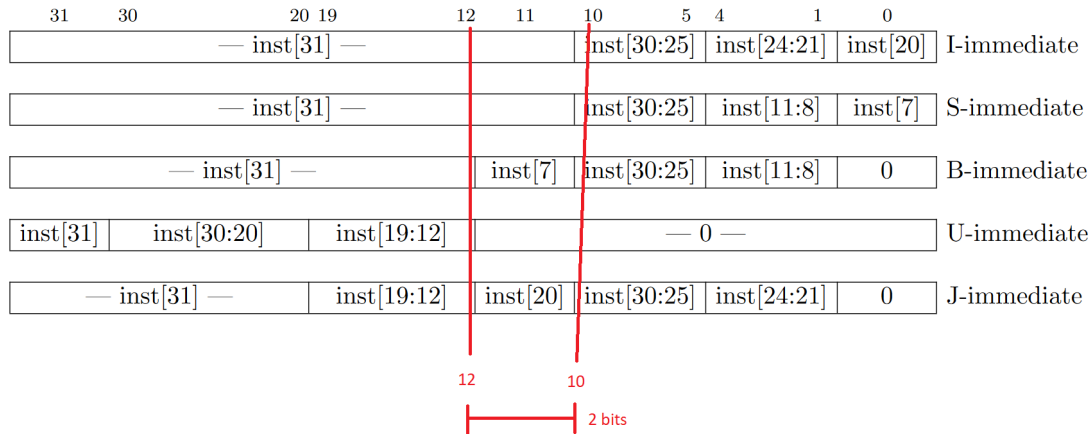 31 30 20 19 12 11 10 5 4 1 0
— inst[31] — inst[30:25] inst[24:21] inst[20] I-immediate
— inst[31] — inst[30:25] inst[11:8] inst[7] S-immediate
— inst[31] — inst[7] inst[30:25] inst[11:8] 0 B-immediate
inst[31] inst[30:20] inst[19:12] — 0 — U-immediate
— inst[31] — inst[19:12] inst[20] inst[30:25] inst[24:21] 0 J-immediate
12 10
2 bits